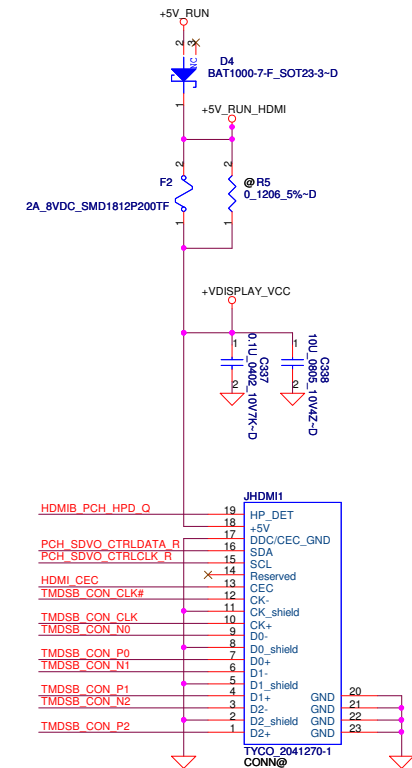 +5V_RUN
2
3
NC
D4
BAT1000-7-F_SOT23-3~D
1
+5V_RUN_HDMI
2
2
F2
@R5
0_1206_5%~D
2A_8VDC_SMD1812P200TF
1
1
+VDISPLAY_VCC
1
2
C337
0.1U_0402_10V7K~D
1
2
C338
10U_0805_10V4Z~D
JHDMI1
HDMIB_PCH_HPD_Q 19 HP_DET
18 +5V
17 DDC/CEC_GND
PCH_SDVO_CTRLDATA_R 16 SDA
PCH_SDVO_CTRLCLK_R 15 SCL
14 Reserved
HDMI_CEC 13 CEC
TMDSB_CON_CLK# 12 CK-
11 CK_shield
TMDSB_CON_CLK 10 CK+
TMDSB_CON_N0 9 D0-
8 D0_shield
TMDSB_CON_P0 7 D0+
TMDSB_CON_N1 6 D1-
5 D1_shield
TMDSB_CON_P1 4 D1+ GND 20
TMDSB_CON_N2 3 D2- GND 21
2 D2_shield GND 22
TMDSB_CON_P2 1 D2+ GND 23
TYCO_2041270-1
CONN@